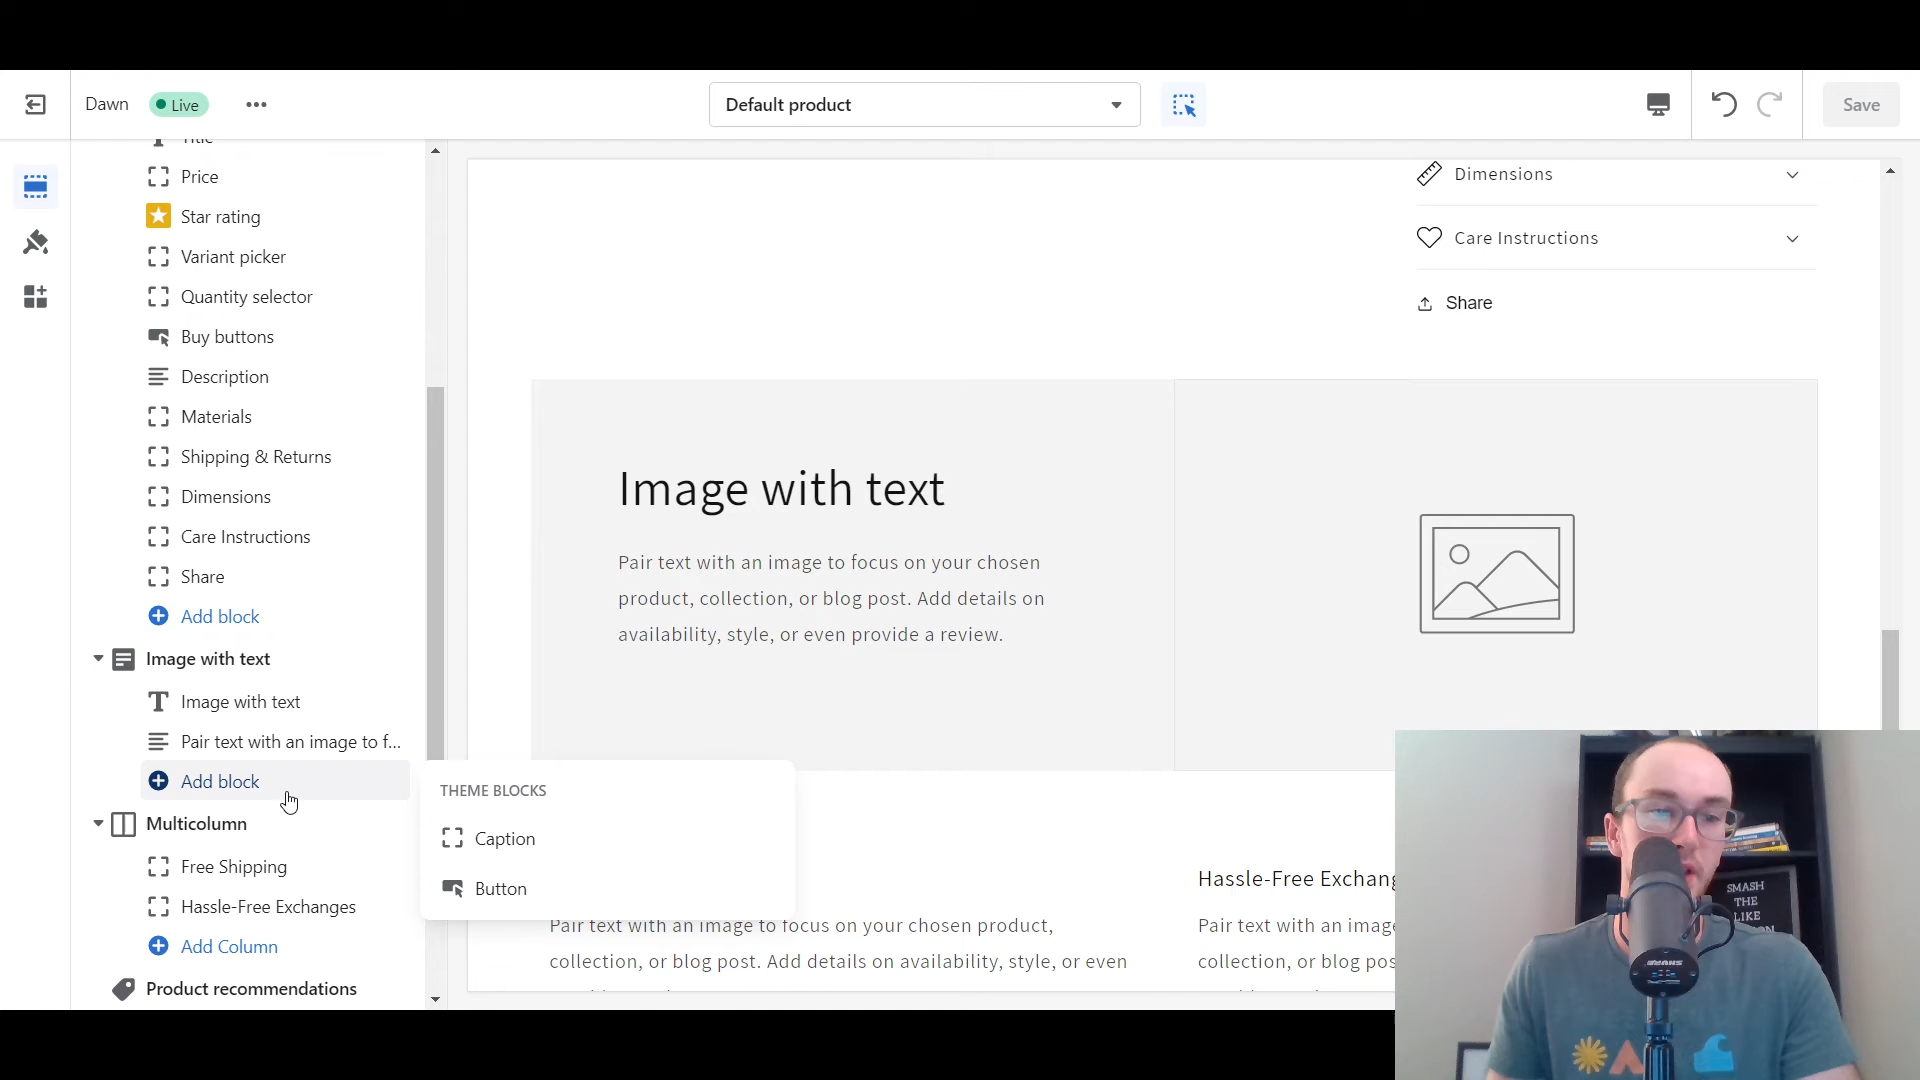 Dawn
Live
Default product
Save
Title
Price
Star rating
Variant picker
Quantity selector
Buy buttons
Description
Materials
Shipping & Returns
Dimensions
Care Instructions
Share
Add block
Image with text
Image with text
Pair text with an image to f...
Add block
Multicolumn
Free Shipping
Hassle-Free Exchanges
Add Column
Product recommendations
THEME BLOCKS
Caption
Button
Dimensions
Care Instructions
Share
Image with text
Pair text with an image to focus on your chosen
product, collection, or blog post. Add details on
availability, style, or even provide a review.
Pair text with an image to focus on your chosen product,
collection, or blog post. Add details on availability, style, or even
Hassle-Free Exchang
Pair text with an image
collection, or blog pos
SMASH
THE
LIKE